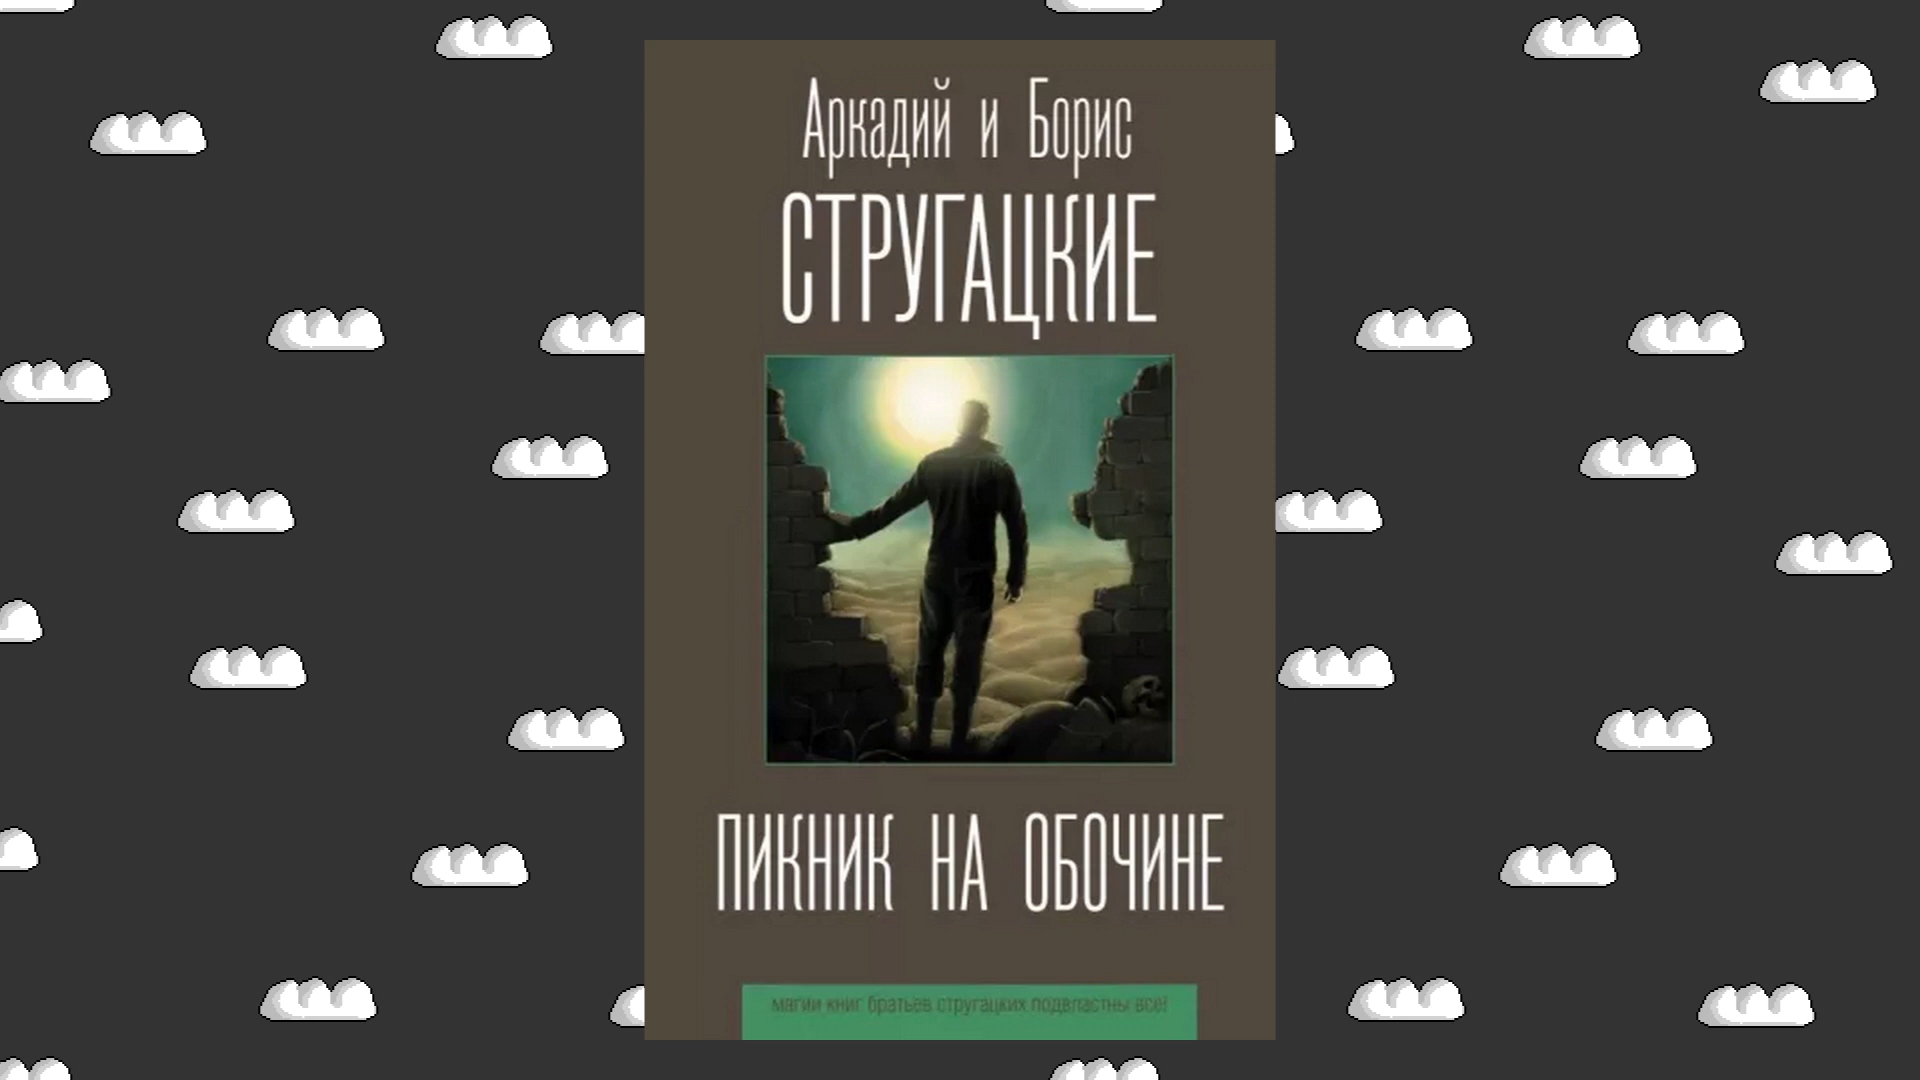 Аркадий и Борис
СТРУГАЦКИЕ
ПИКНИК НА ОБОЧИНЕ
магии книг братьев стругацких подвластны все!